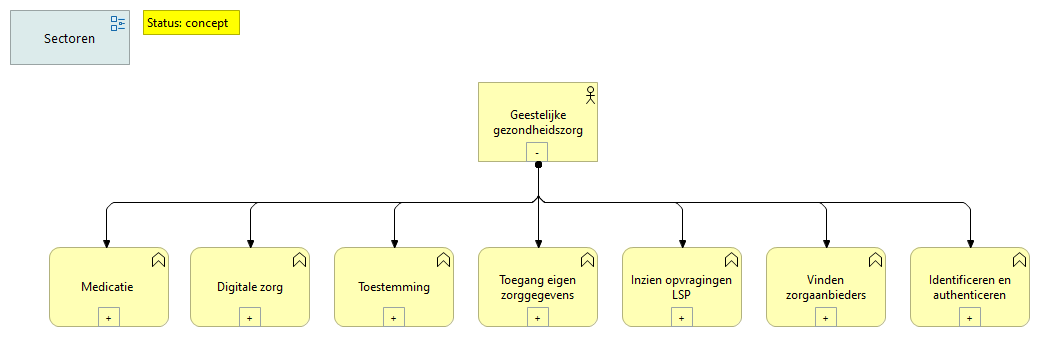 Sectoren
Status: concept
Geestelijke
gezondheidszorg
-
Medicatie
Digitale zorg
Toestemming
Toegang eigen
zorggegevens
Inzien opvragingen
LSP
Vinden
zorgaanbieders
Identificeren en
authenticeren
+
+
+
+
+
+
+